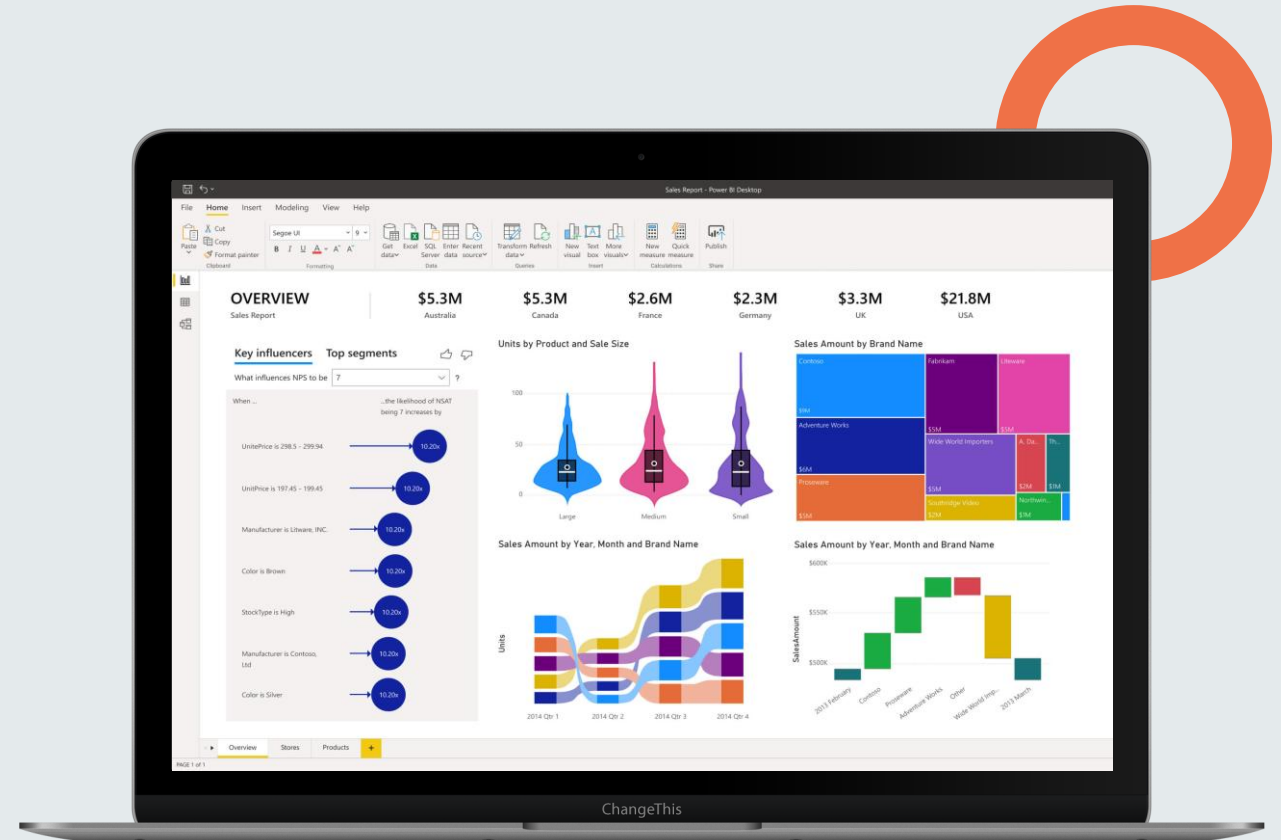 Sales Report - Power BI Desktop
File Home Insert Modeling View Help
Paste
Cut
Copy
Format painter
Clipboard
Segoe UI 9
B I U A A A
Formatting
Get data
Excel
SQL Server
Enter data
Recent source
Data
Transform data
Refresh
Queries
New visual
Text box
More visuals
Insert
New measure
Quick measure
Calculations
Publish
Share
OVERVIEW
Sales Report
$5.3M
Australia
$5.3M
Canada
$2.6M
France
$2.3M
Germany
$3.3M
UK
$21.8M
USA
Key influencers Top segments
What influences NPS to be 7 ?
When ...
...the likelihood of NSAT
being 7 increases by
UnitePrice is 298.5 - 299.94
10.20x
UnitPrice is 197.45 - 199.45
10.20x
Manufacturer is Litware, INC.
10.20x
Color is Brown
10.20x
StockType is High
10.20x
Manufacturer is Contoso,
Ltd
10.20x
Color is Silver
10.20x
Units by Product and Sale Size
100
50
0
Large Medium Small
Sales Amount by Brand Name
Contoso
$9M
Fabrikam
$5M
Liteware
$5M
Adventure Works
$6M
Wide World Importers
$5M
A. Da...
$2M
Th...
$1M
Proseware
$5M
Southridge Video
$2M
Northwin...
$1M
Sales Amount by Year, Month and Brand Name
Units
2014 Qtr 1 2014 Qtr 2 2014 Qtr 3 2014 Qtr 4
Sales Amount by Year, Month and Brand Name
SalesAmount
$600K
$550K
$500K
2013 February
Contoso
Proseware
Adventure Works
Other
Wide World Imp...
2013 March
Overview Stores Products +
PAGE 1 of 1
ChangeThis